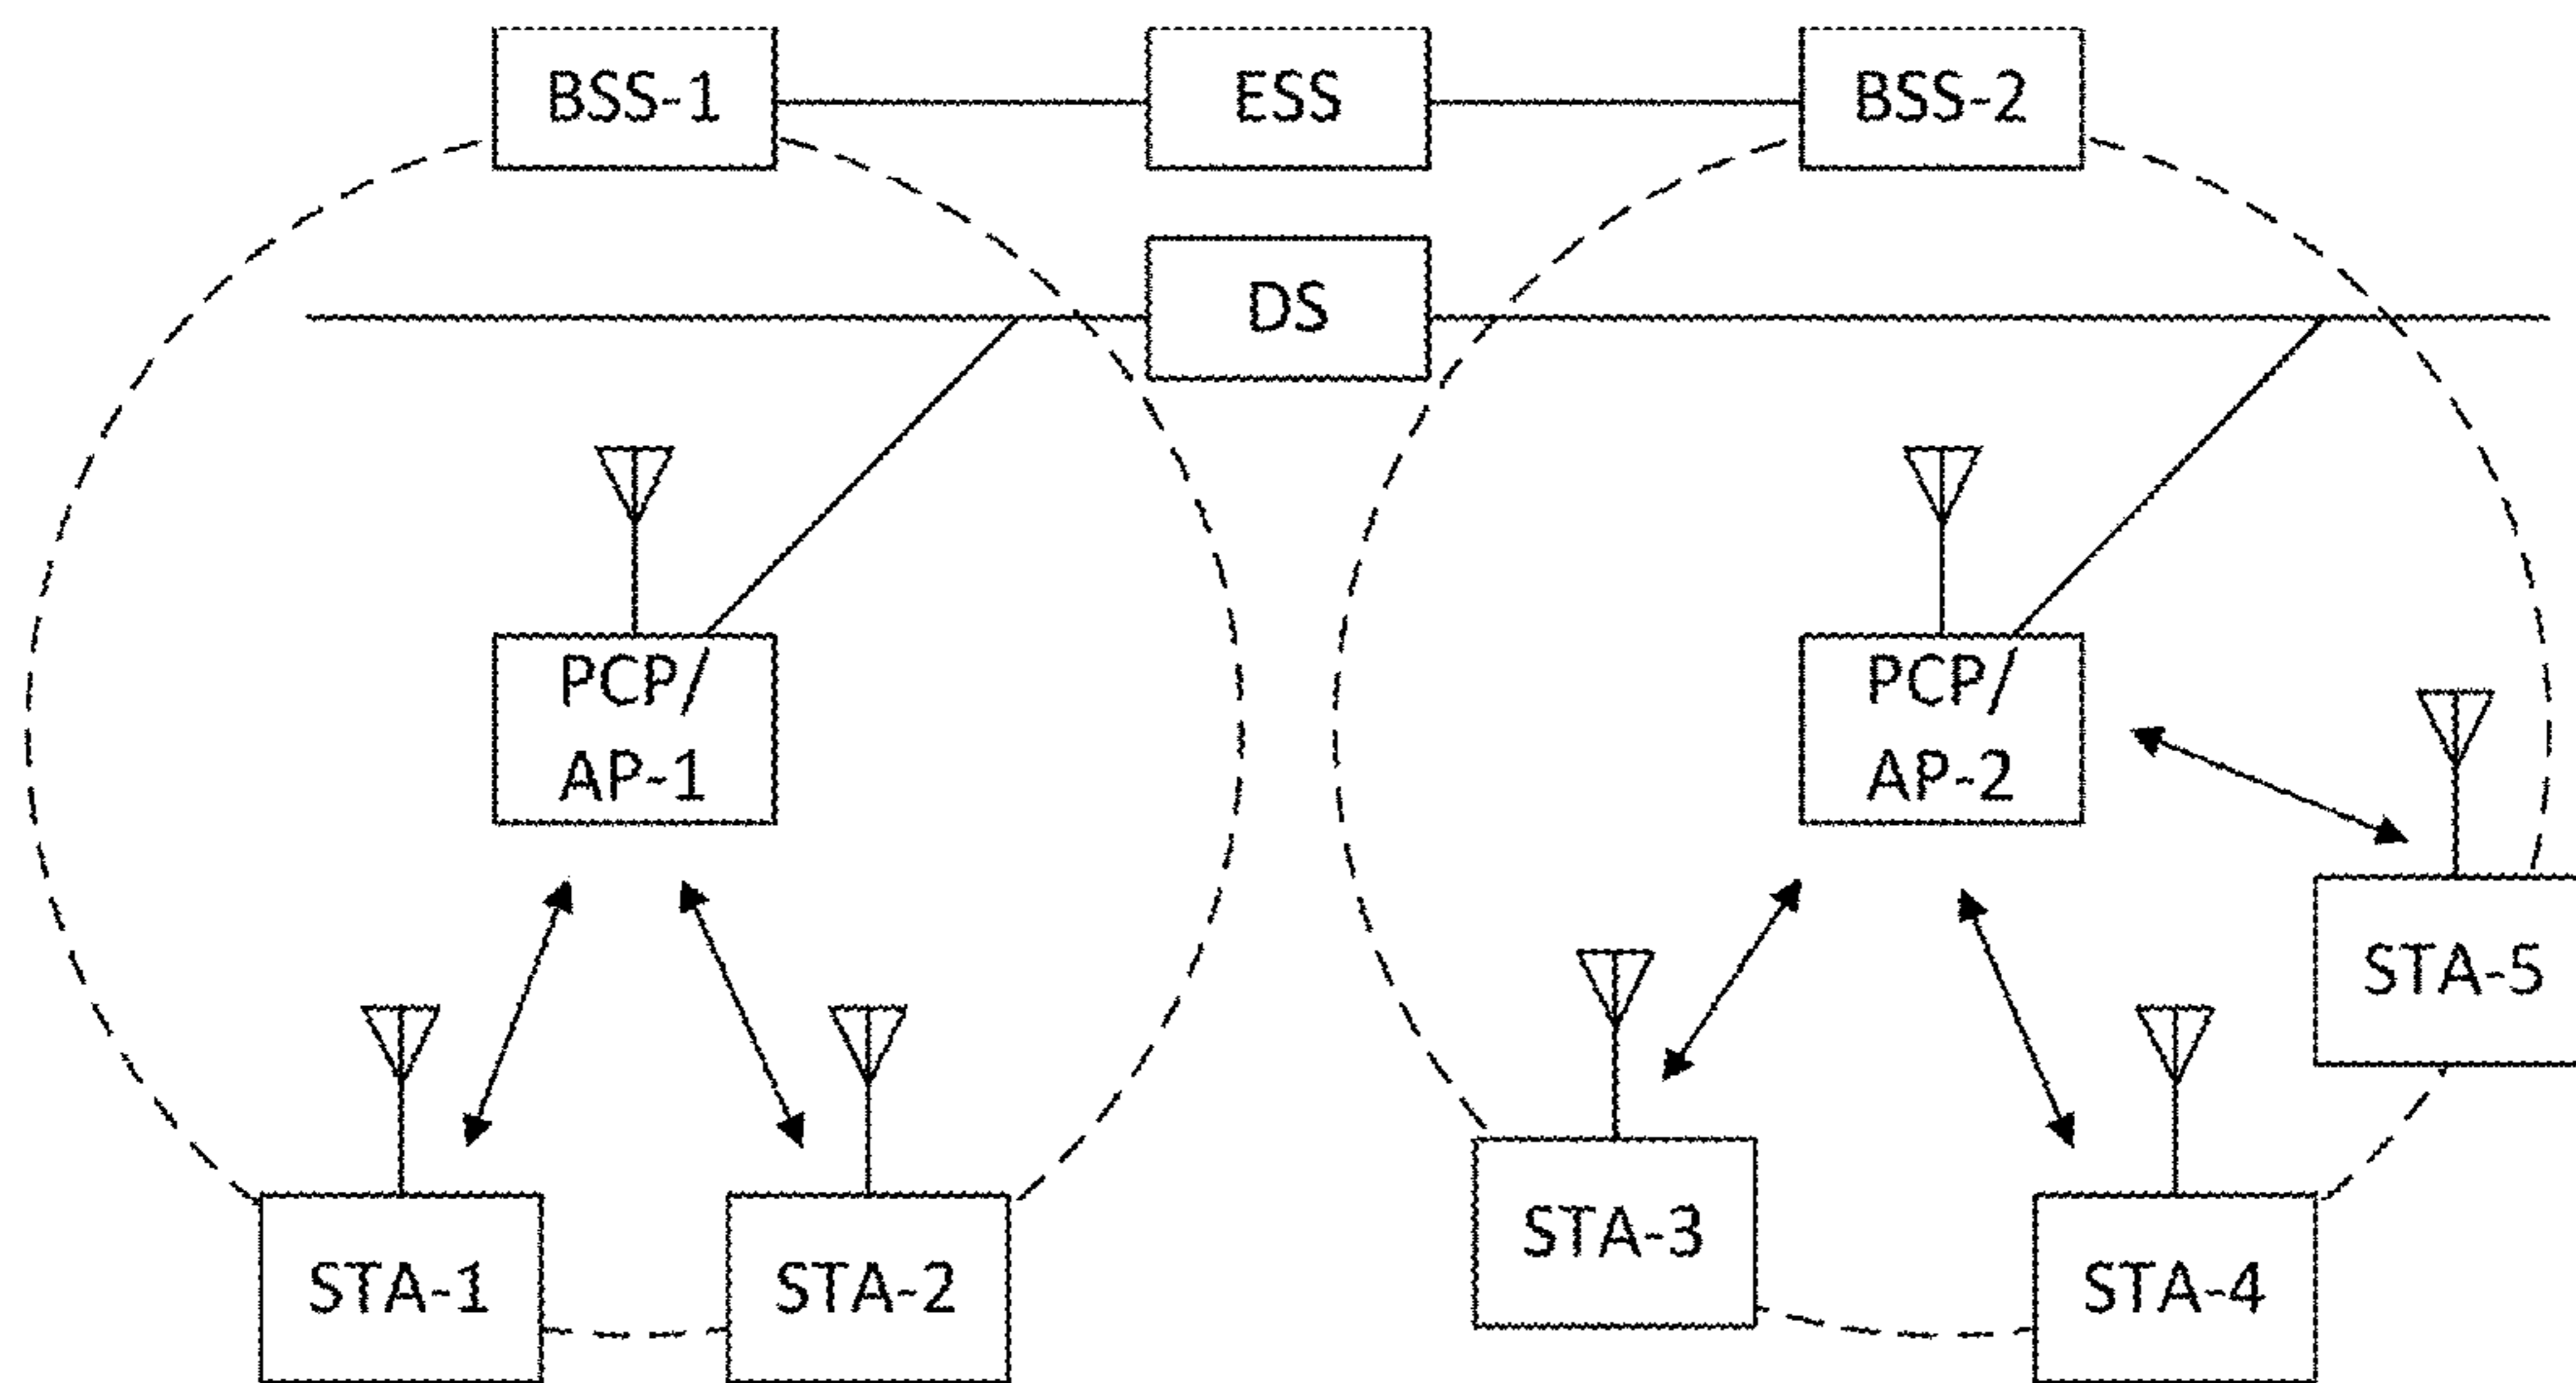 BSS-1
ESS
BSS-2
DS
PCP/
AP-1
PCP/
AP-2
STA-5
STA-3
STA-1
STA-2
STA-4